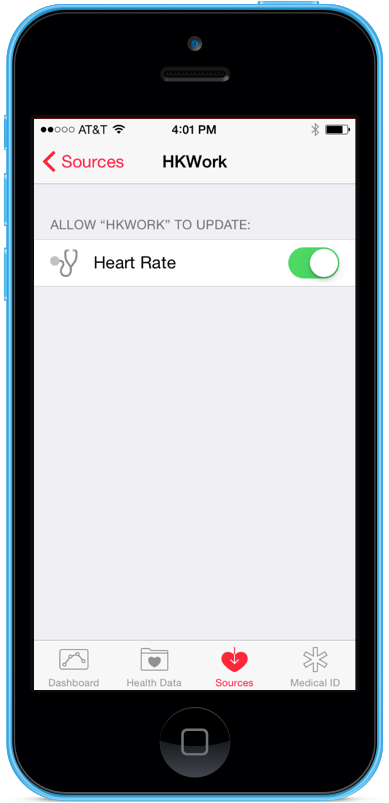 AT&T 4:01 PM
Sources HKWork
ALLOW “HKWORK” TO UPDATE:
Heart Rate
Dashboard Health Data Sources Medical ID